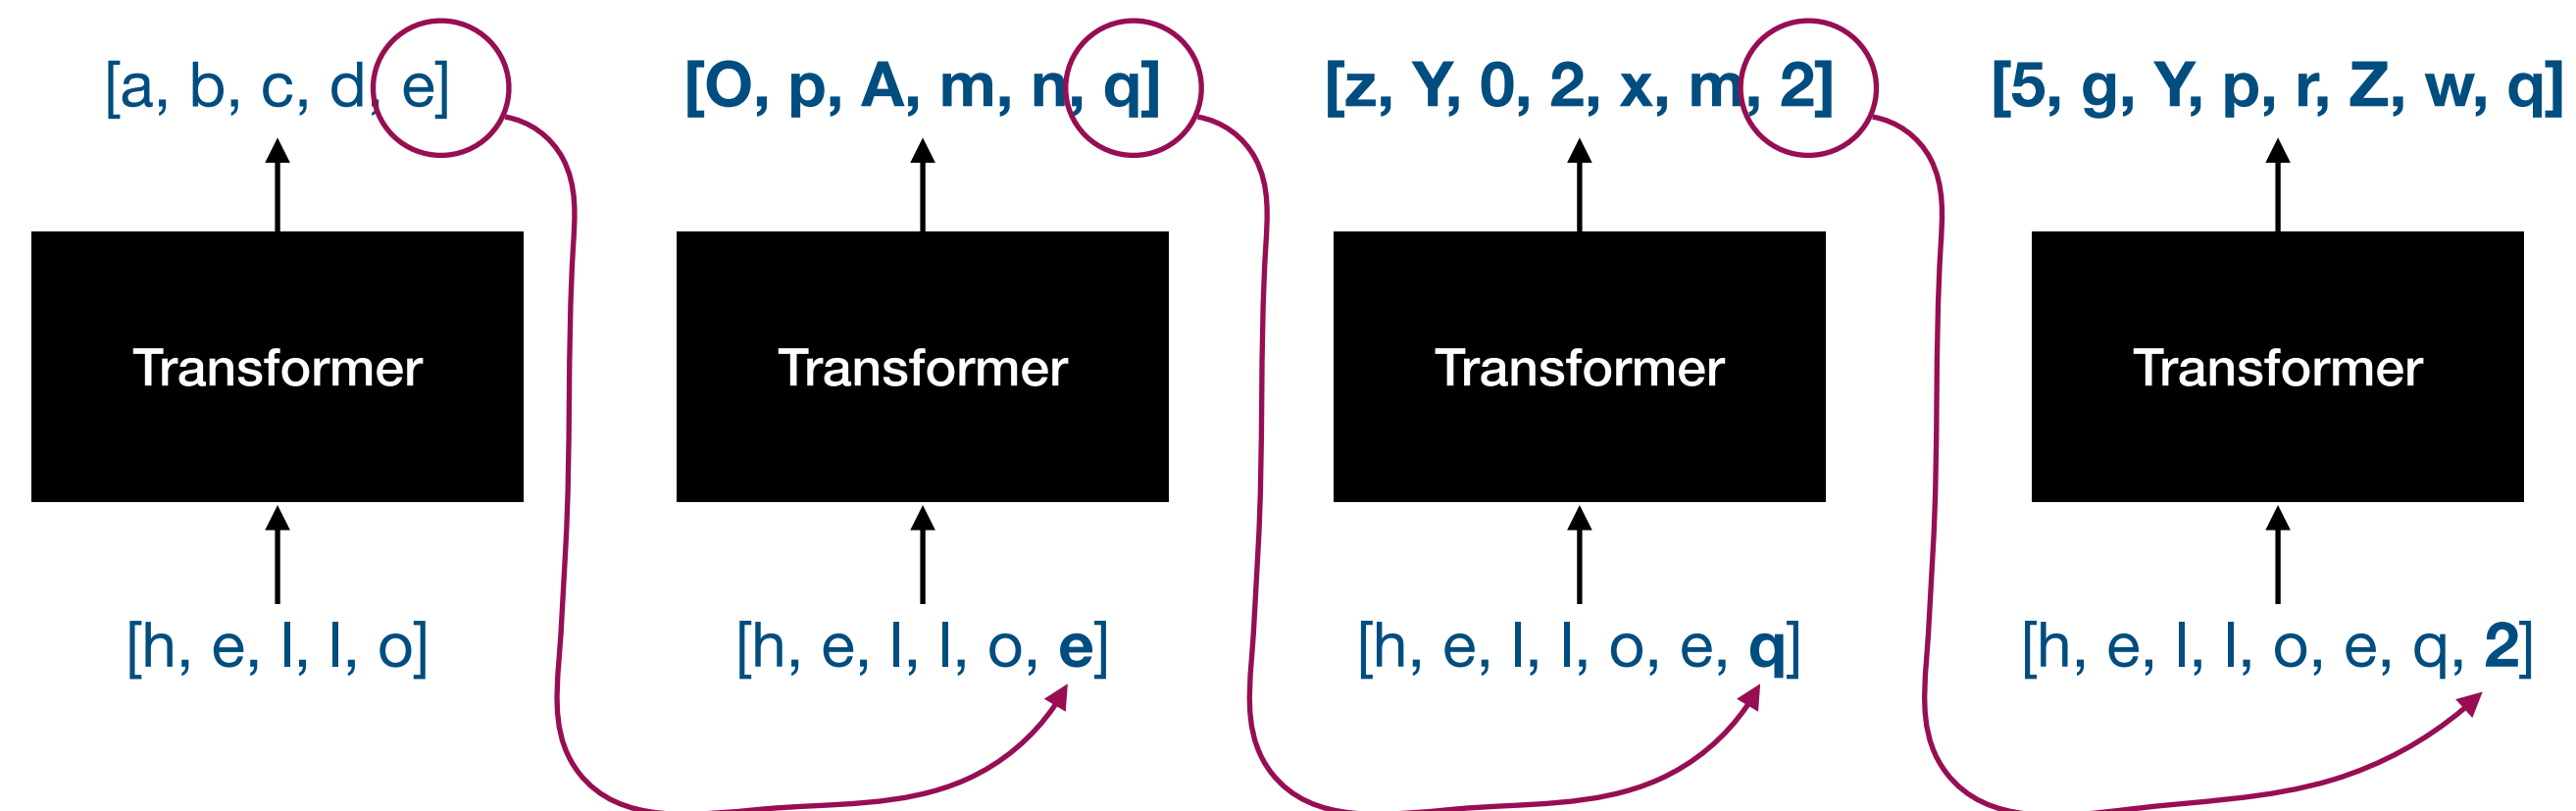 [a, b, c, d, e] [O, p, A, m, n, q] [z, Y, 0, 2, x, m, 2] [5, g, Y, p, r, Z, w, q]
Transformer Transformer Transformer Transformer
[h, e, l, l, o] [h, e, l, l, o, e] [h, e, l, l, o, e, q] [h, e, l, l, o, e, q, 2]